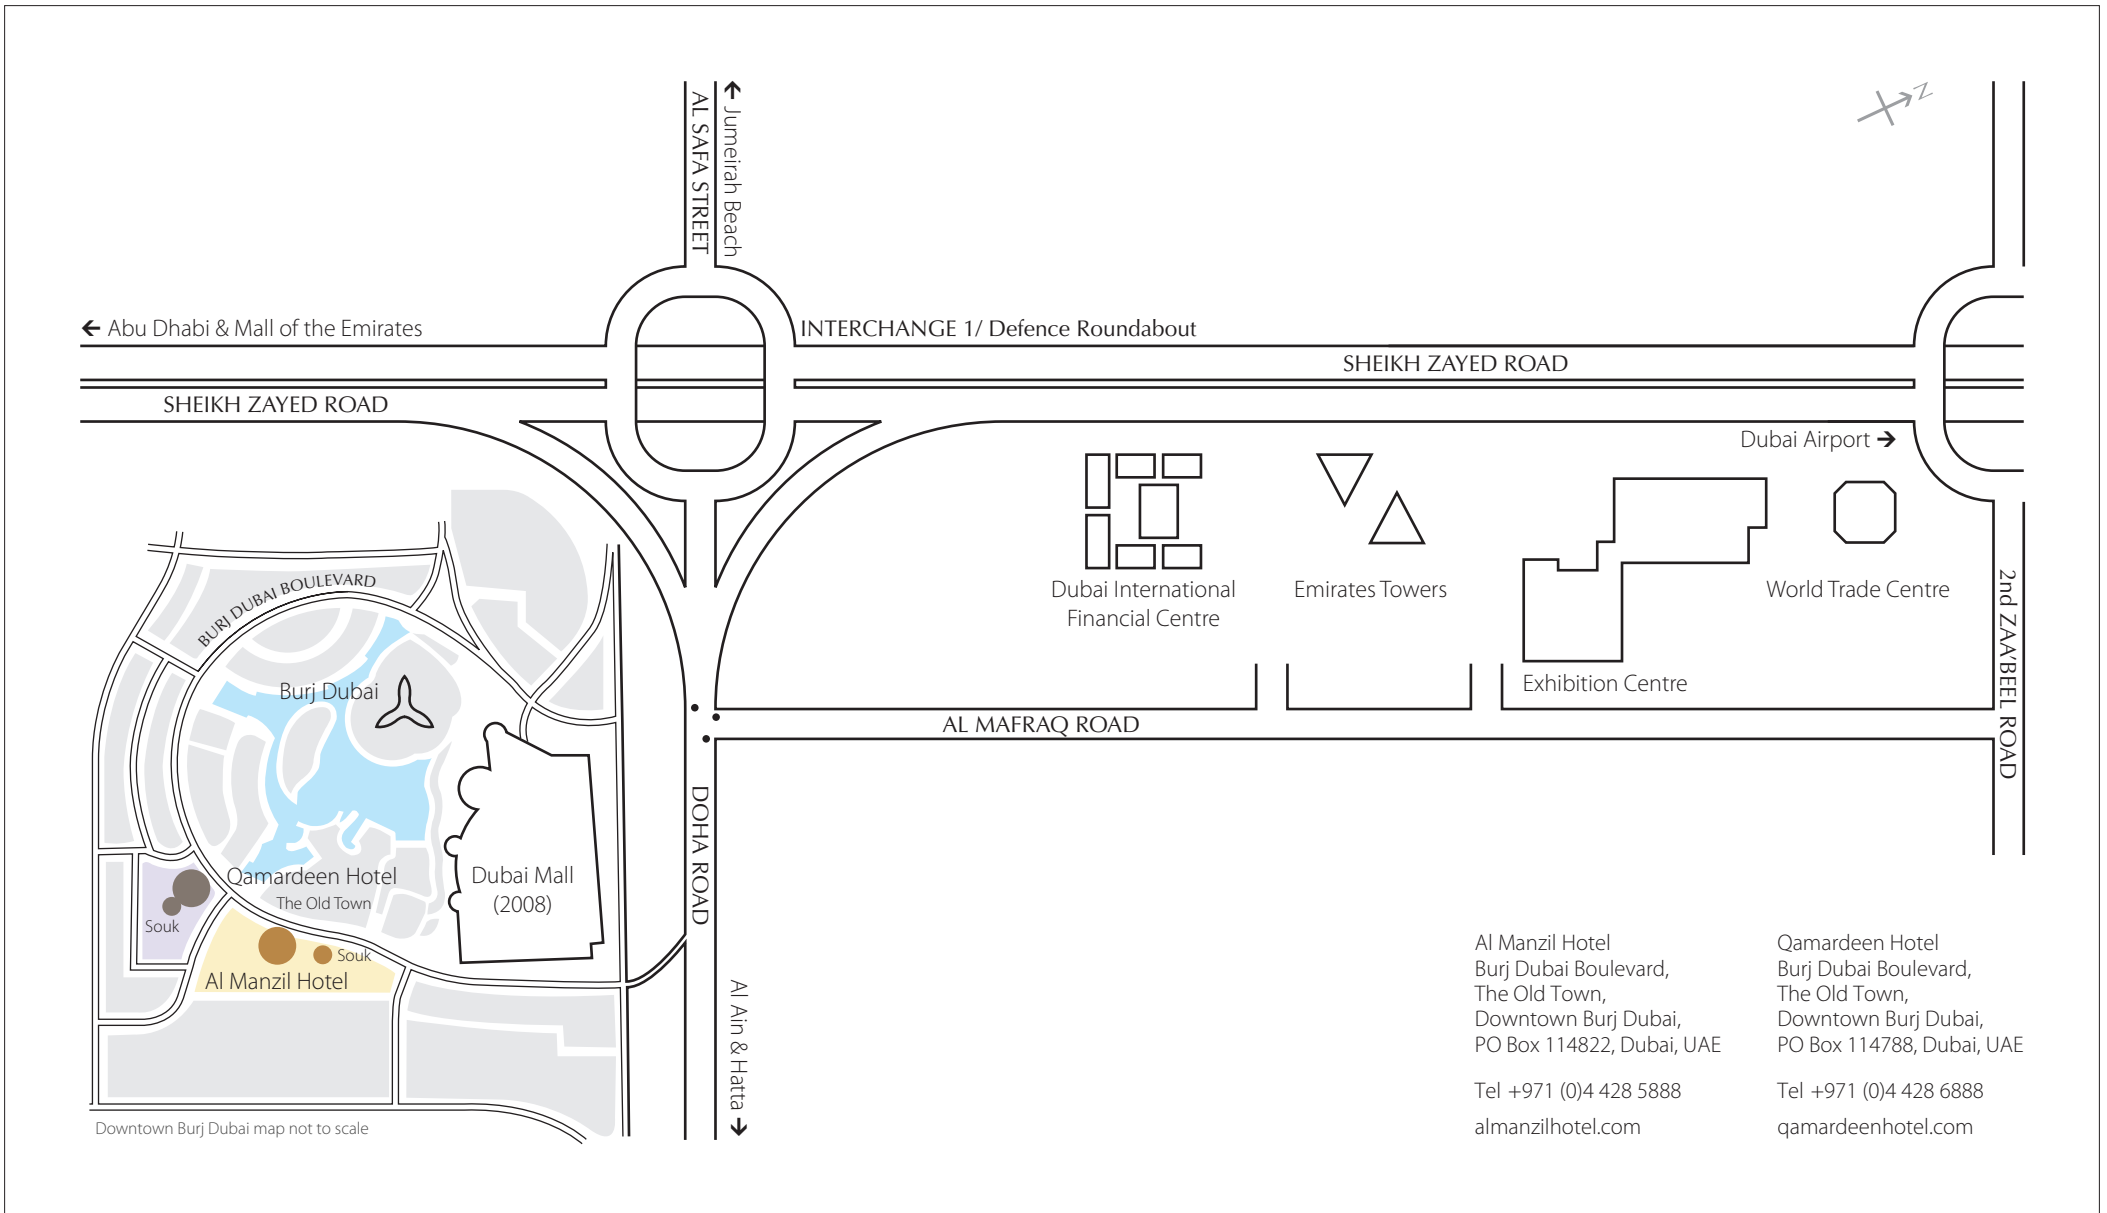 AL SAFA STREET
Jumeirah Beach
N
Abu Dhabi & Mall of the Emirates
INTERCHANGE 1/ Defence Roundabout
SHEIKH ZAYED ROAD
SHEIKH ZAYED ROAD
Dubai Airport
Dubai International
Financial Centre
Emirates Towers
World Trade Centre
Exhibition Centre
2nd ZAA'BEEL ROAD
BURJ DUBAI BOULEVARD
Burj Dubai
AL MAFRAQ ROAD
DOHA ROAD
Dubai Mall
(2008)
Qamardeen Hotel
The Old Town
Souk
Souk
Al Manzil Hotel
Al Ain & Hatta
Downtown Burj Dubai map not to scale
Al Manzil Hotel
Burj Dubai Boulevard,
The Old Town,
Downtown Burj Dubai,
PO Box 114822, Dubai, UAE
Tel +971 (0)4 428 5888
almanzilhotel.com
Qamardeen Hotel
Burj Dubai Boulevard,
The Old Town,
Downtown Burj Dubai,
PO Box 114788, Dubai, UAE
Tel +971 (0)4 428 6888
qamardeenhotel.com